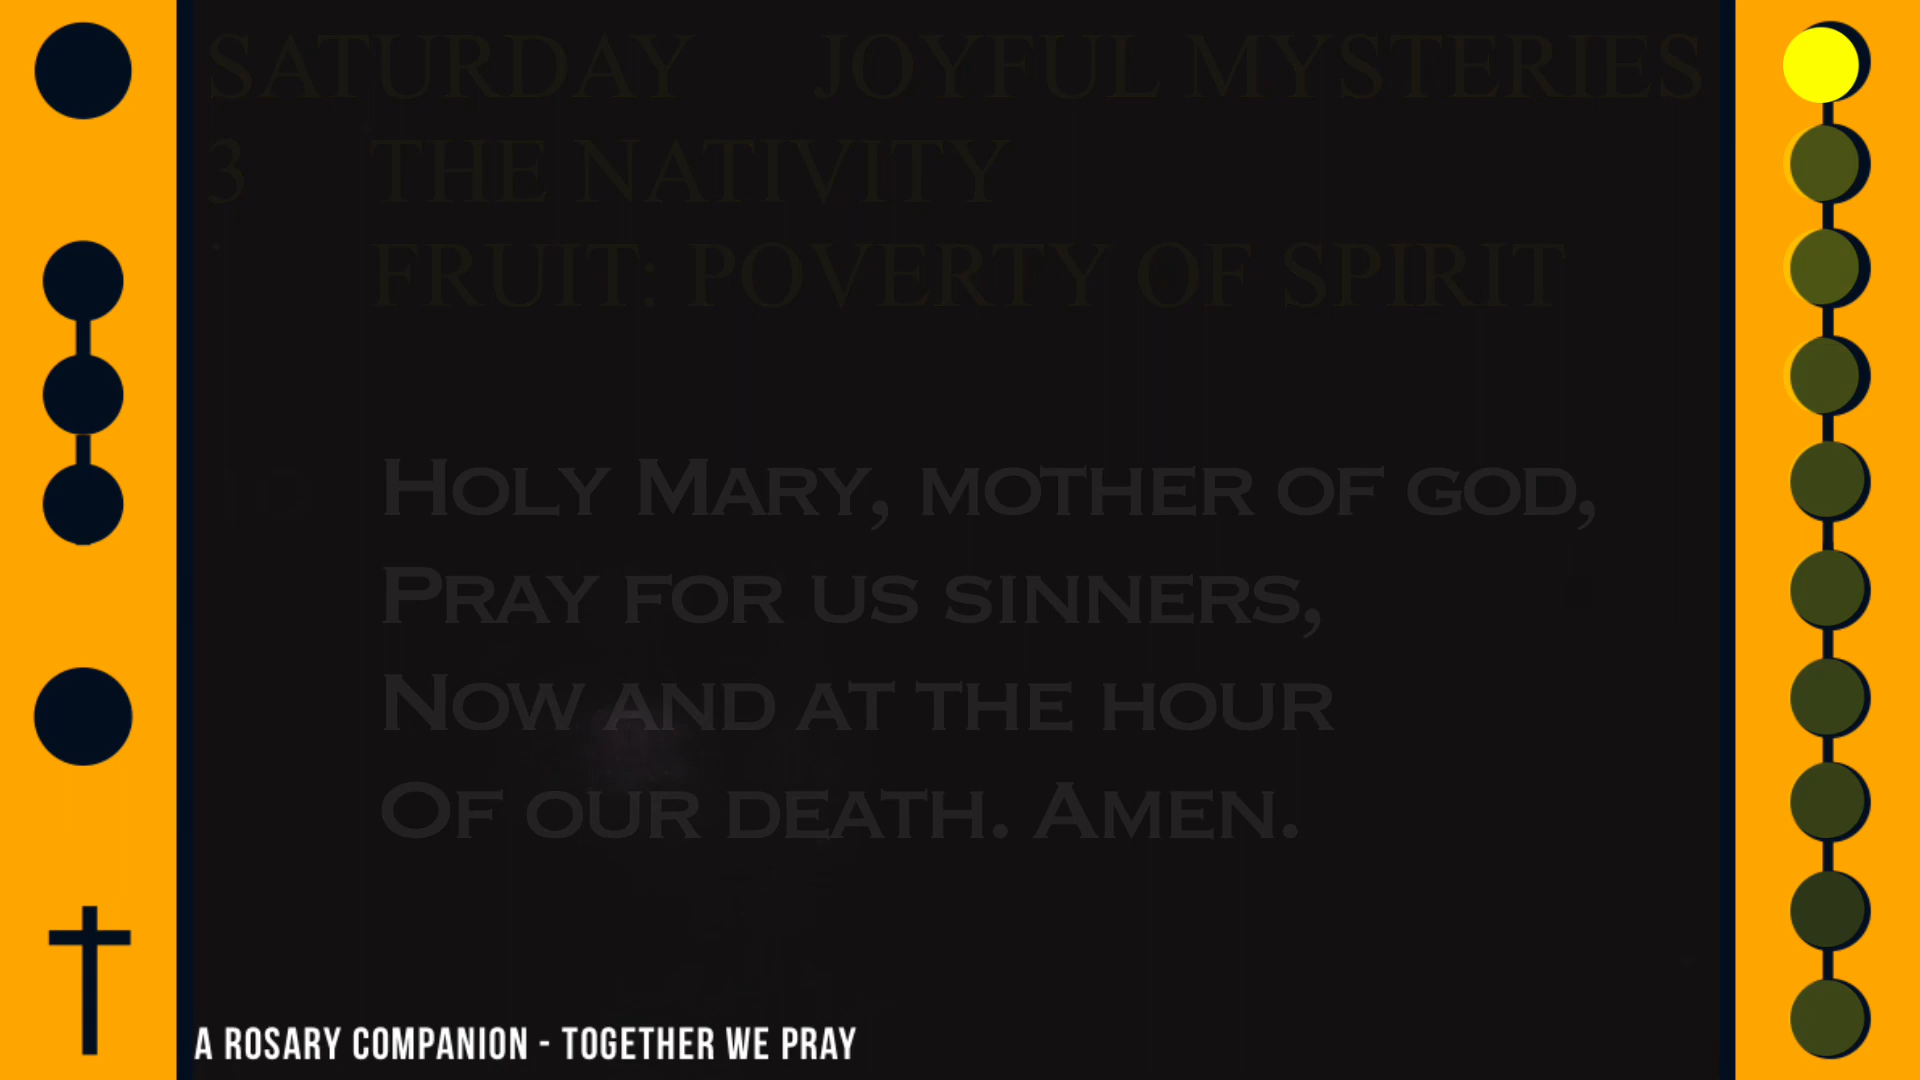 SATURDAY JOYFUL MYSTERIES
3 THE NATIVITY
FRUIT: POVERTY OF SPIRIT
HOLY MARY, MOTHER OF GOD,
PRAY FOR US SINNERS,
NOW AND AT THE HOUR
OF OUR DEATH. AMEN.
A ROSARY COMPANION - TOGETHER WE PRAY